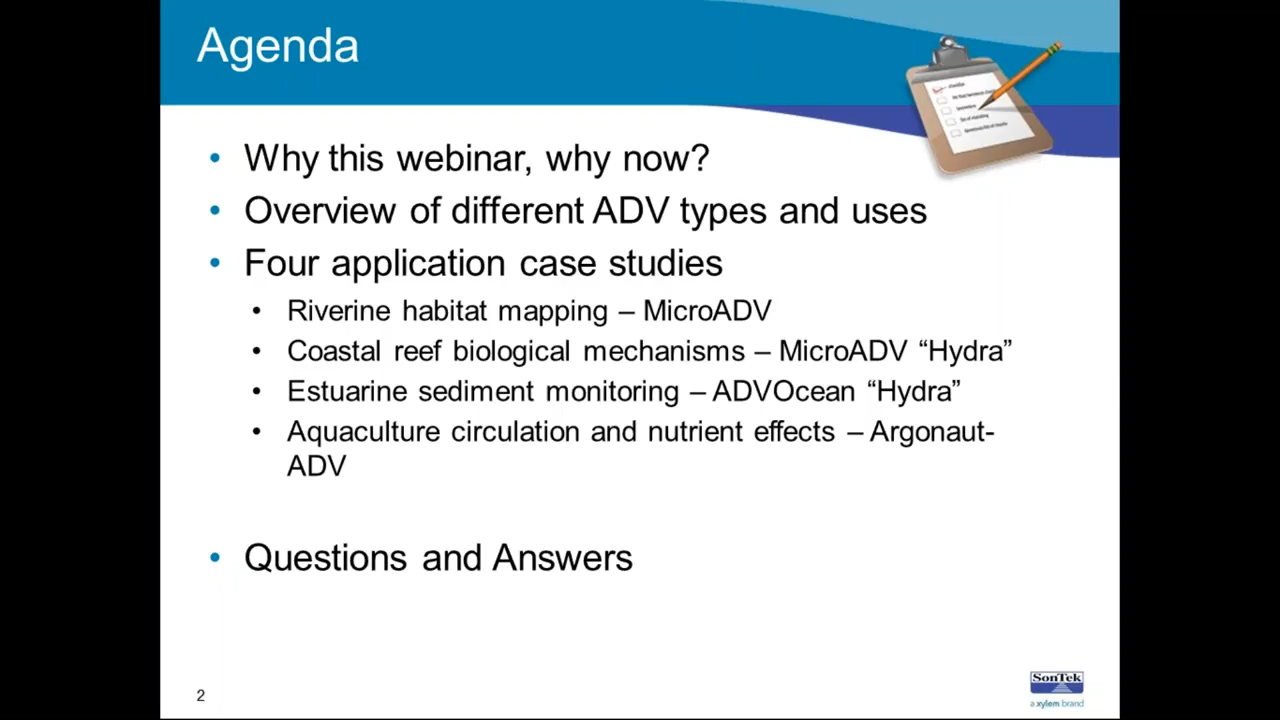 Agenda
• Why this webinar, why now?
• Overview of different ADV types and uses
• Four application case studies
• Riverine habitat mapping – MicroADV
• Coastal reef biological mechanisms – MicroADV “Hydra”
• Estuarine sediment monitoring – ADVOcean “Hydra”
• Aquaculture circulation and nutrient effects – Argonaut-
ADV
• Questions and Answers
2
SonTek
a xylem brand